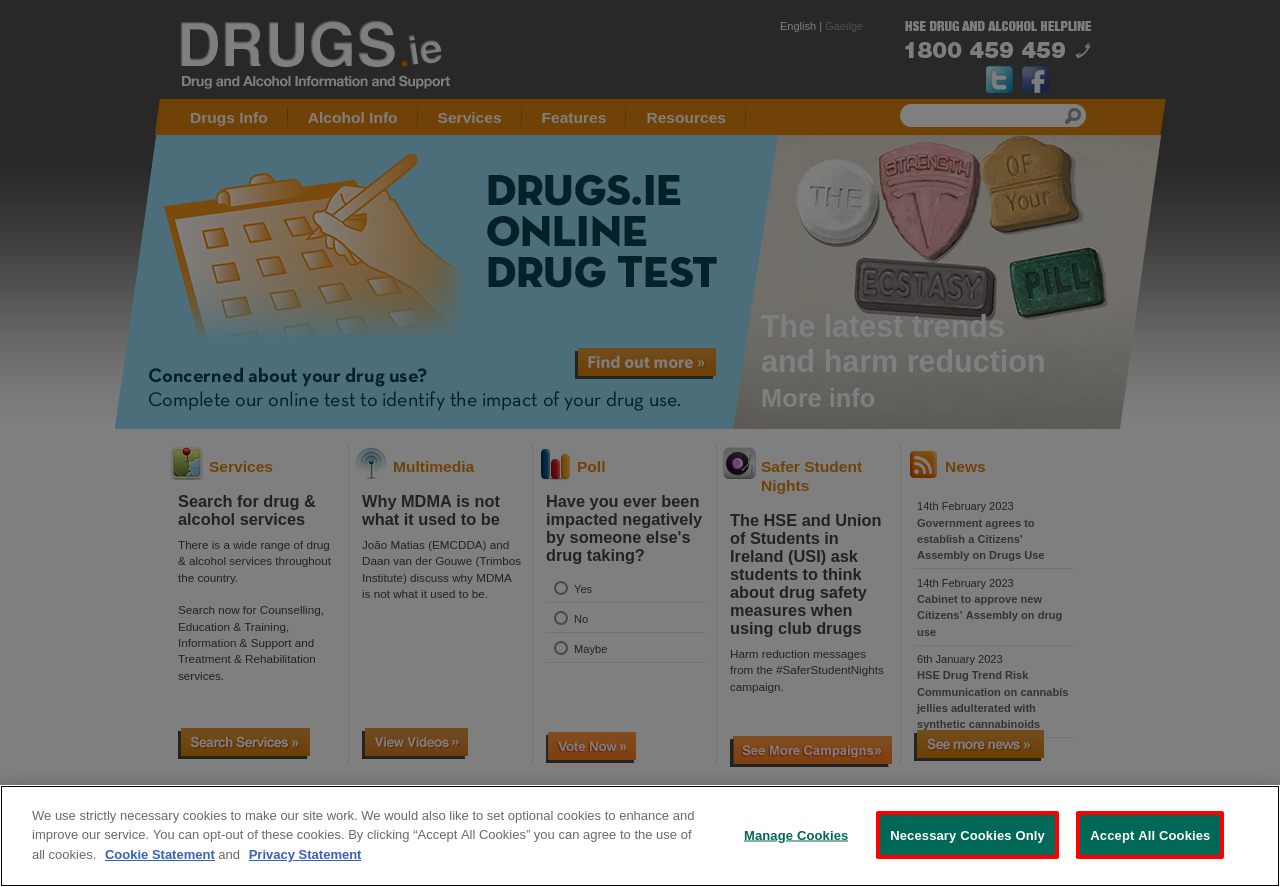 DRUGS.ie
Drug and Alcohol Information and Support
English | Gaeilge
HSE DRUG AND ALCOHOL HELPLINE
1800 459 459
Drugs Info
Alcohol Info
Services
Features
Resources
DRUGS.IE
ONLINE
DRUG TEST
Find out more »
Concerned about your drug use?
Complete our online test to identify the impact of your drug use.
THE
STRENGTH
OF
YOUR
ECSTASY
PILL
The latest trends
and harm reduction
More info
Services
Search for drug &
alcohol services
There is a wide range of drug
& alcohol services throughout
the country.
Search now for Counselling,
Education & Training,
Information & Support and
Treatment & Rehabilitation
services.
Search Services »
Multimedia
Why MDMA is not
what it used to be
João Matias (EMCDDA) and
Daan van der Gouwe (Trimbos
Institute) discuss why MDMA
is not what it used to be.
View Videos »
Poll
Have you ever been
impacted negatively
by someone else's
drug taking?
Yes
No
Maybe
Vote Now »
Safer Student
Nights
The HSE and Union
of Students in
Ireland (USI) ask
students to think
about drug safety
measures when
using club drugs
Harm reduction messages
from the #SaferStudentNights
campaign.
See More Campaigns»
News
14th February 2023
Government agrees to
establish a Citizens'
Assembly on Drugs Use
14th February 2023
Cabinet to approve new
Citizens' Assembly on drug
use
6th January 2023
HSE Drug Trend Risk
Communication on cannabis
jellies adulterated with
synthetic cannabinoids
See more news »
We use strictly necessary cookies to make our site work. We would also like to set optional cookies to enhance and
improve our service. You can opt-out of these cookies. By clicking “Accept All Cookies” you can agree to the use of
all cookies. Cookie Statement and Privacy Statement
Manage Cookies
Necessary Cookies Only
Accept All Cookies